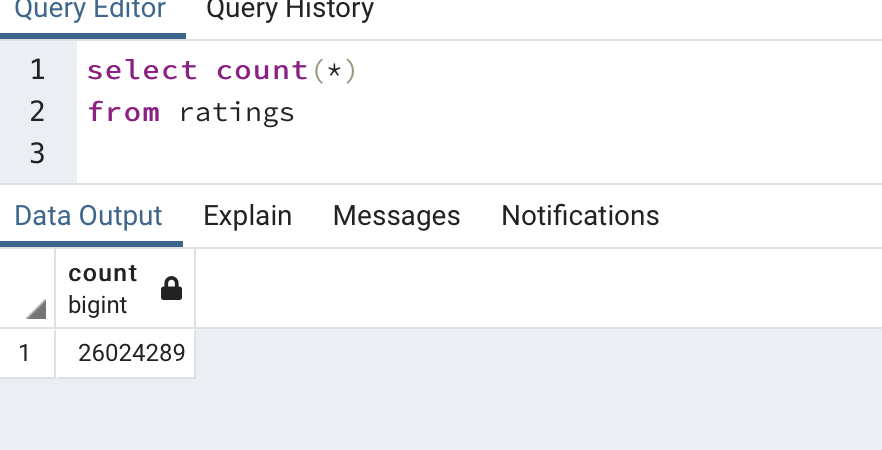 Query Editor Query History
1 select count(*)
2 from ratings
3
Data Output Explain Messages Notifications
count
bigint
1 26024289